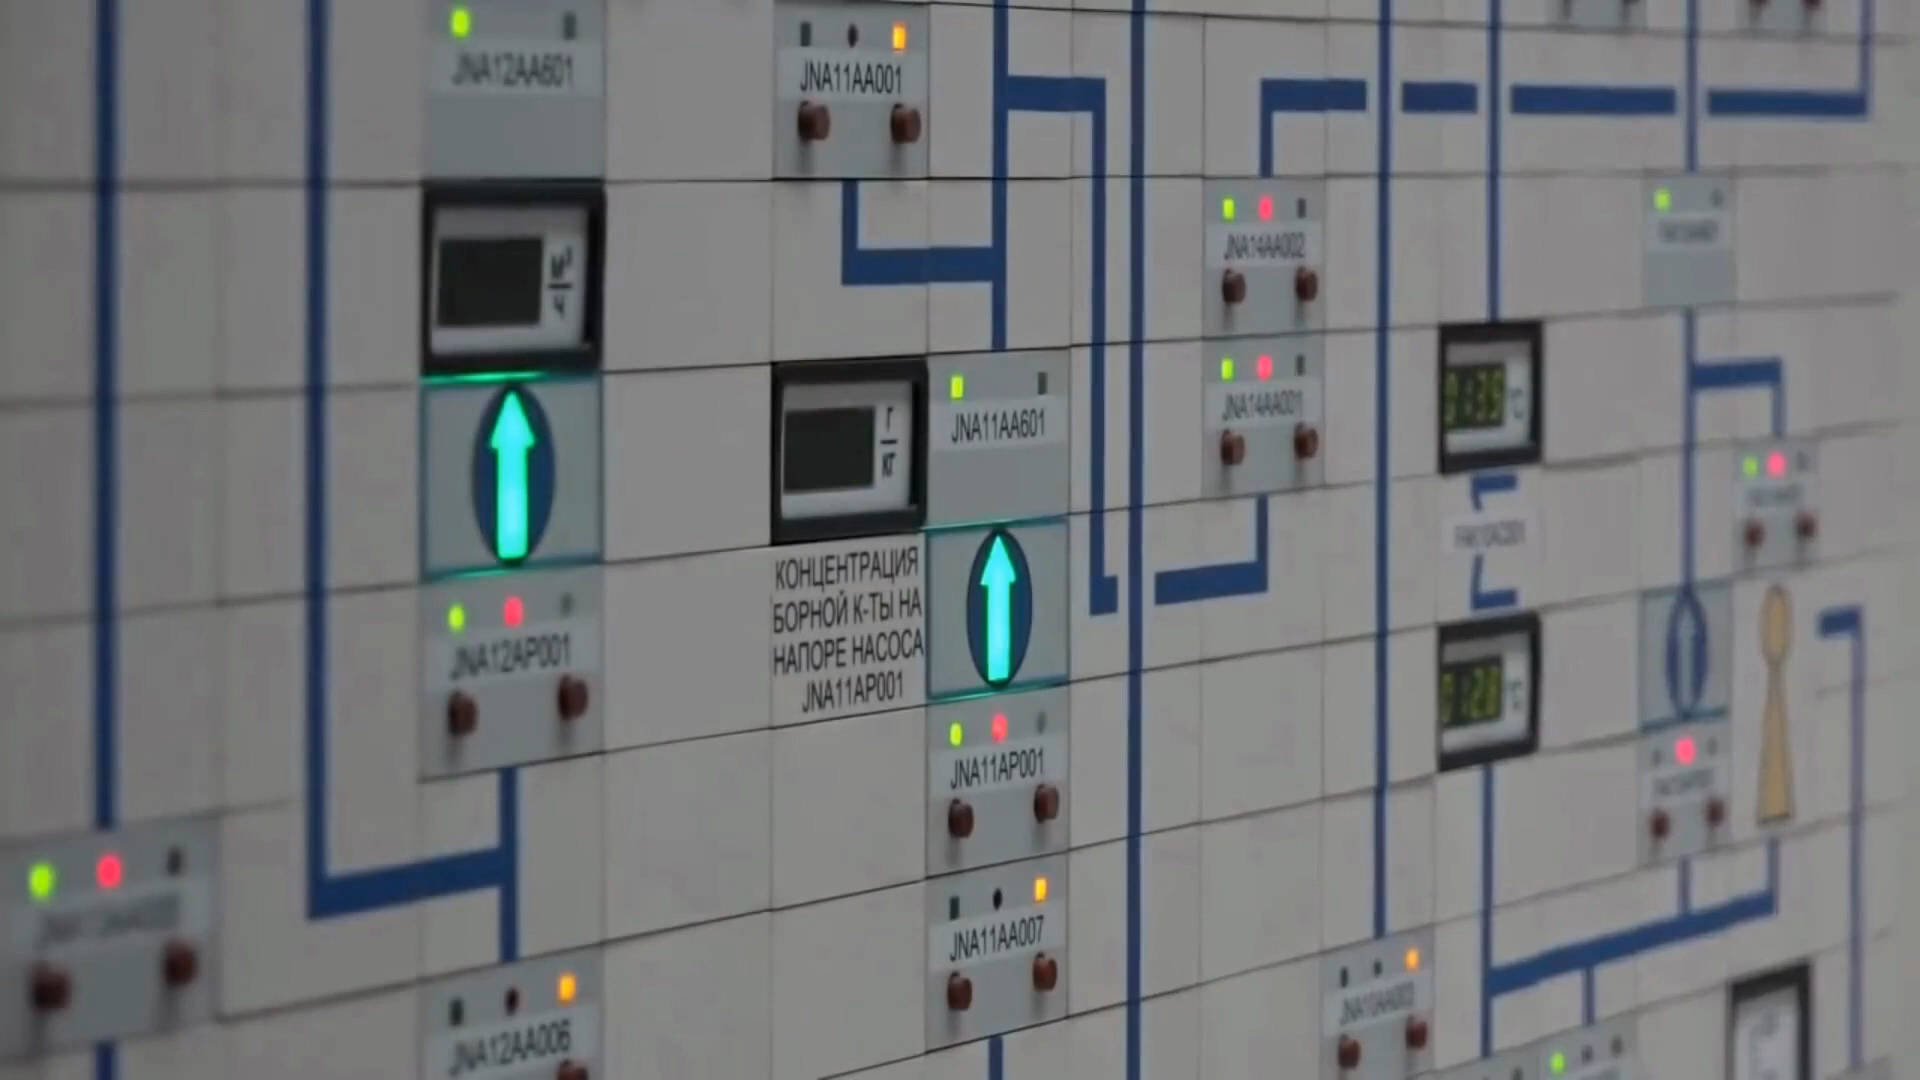 JNA12AA601
JNA11AA001
м³
ч
JNA14AA002
JNA11AA601
г
кг
JNA14AA001
°C
КОНЦЕНТРАЦИЯ
БОРНОЙ К-ТЫ НА
НАПОРЕ НАСОСА
JNA11AP001
JNA12AP001
°C
JNA11AP001
JNA11AA007
JNA12AA006